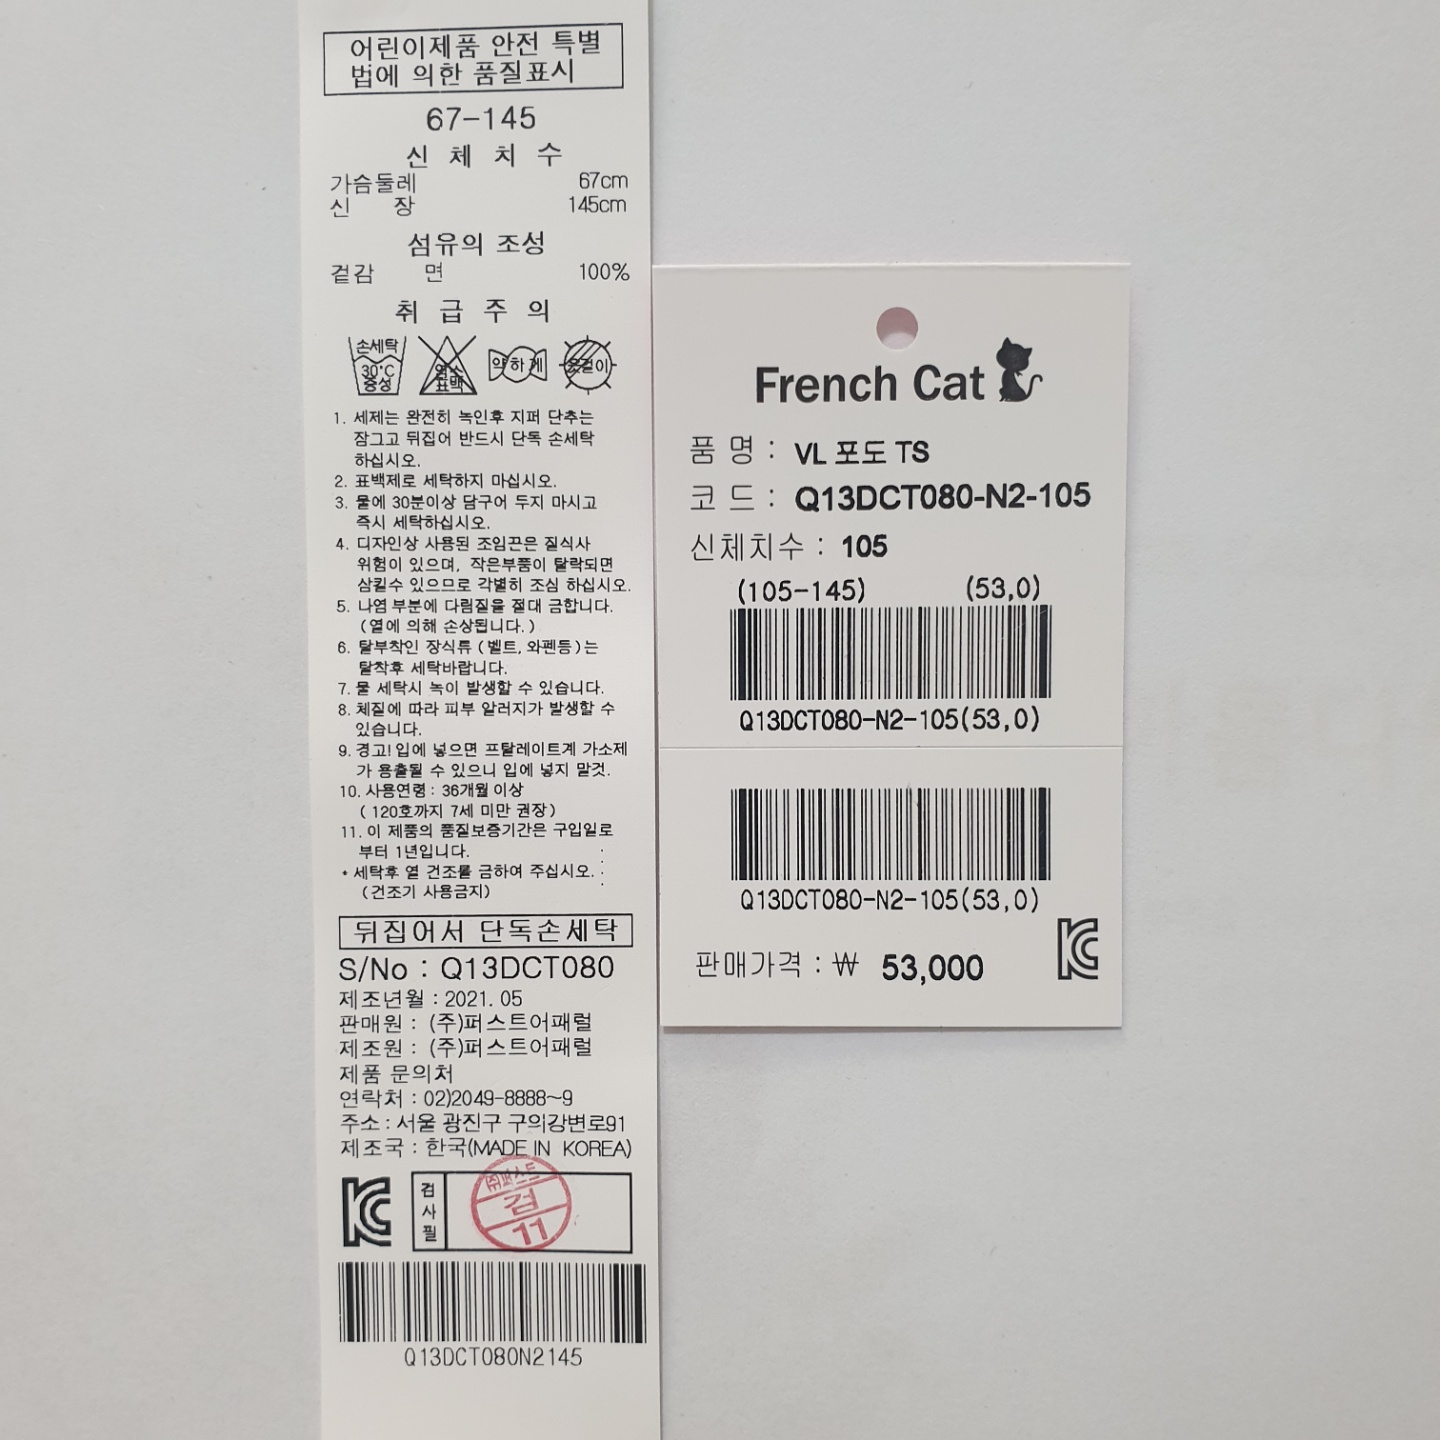 어린이제품 안전 특별
법에 의한 품질표시
67-145
신 체 치 수
가슴둘레 67cm
신 장 145cm
섬유의 조성
겉감 면 100%
취 급 주 의
손세탁
30℃
중성
염소
표백
약하게
옷걸이
1. 세제는 완전히 녹인후 지퍼 단추는
잠그고 뒤집어 반드시 단독 손세탁
하십시오.
2. 표백제로 세탁하지 마십시오.
3. 물에 30분이상 담구어 두지 마시고
즉시 세탁하십시오.
4. 디자인상 사용된 조임끈은 질식사
위험이 있으며, 작은부품이 탈락되면
삼킬수 있으므로 각별히 조심 하십시오.
5. 나염 부분에 다림질을 절대 금합니다.
(열에 의해 손상됩니다.)
6. 탈부착인 장식류 (벨트, 와펜등)는
탈착후 세탁바랍니다.
7. 물 세탁시 녹이 발생할 수 있습니다.
8. 체질에 따라 피부 알러지가 발생할 수
있습니다.
9. 경고! 입에 넣으면 프탈레이트계 가소제
가 용출될 수 있으니 입에 넣지 말것.
10. 사용연령 : 36개월 이상
( 120호까지 7세 미만 권장 )
11. 이 제품의 품질보증기간은 구입일로
부터 1년입니다.
* 세탁후 열 건조를 금하여 주십시오.
(건조기 사용금지)
뒤집어서 단독손세탁
S/No : Q13DCT080
제조년월 : 2021. 05
판매원 : (주)퍼스트어패럴
제조원 : (주)퍼스트어패럴
제품 문의처
연락처 : 02)2049-8888~9
주소 : 서울 광진구 구의강변로91
제조국 : 한국(MADE IN KOREA)
KC
검사필
(주)퍼스트
검
11
Q13DCT080N2145
French Cat
품 명 : VL 포도 TS
코 드 : Q13DCT080-N2-105
신체치수 : 105
(105-145) (53,0)
Q13DCT080-N2-105(53,0)
Q13DCT080-N2-105(53,0)
판매가격 : ₩ 53,000
KC